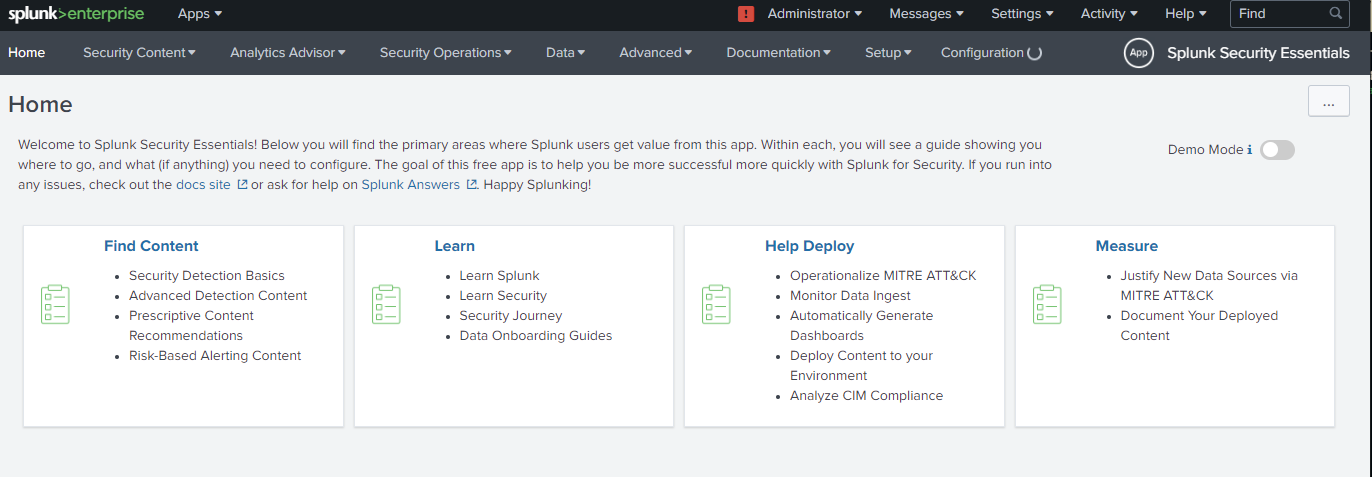 splunk>enterprise Apps ! Administrator Messages Settings Activity Help Find
Home Security Content Analytics Advisor Security Operations Data Advanced Documentation Setup Configuration App Splunk Security Essentials
Home
...
Welcome to Splunk Security Essentials! Below you will find the primary areas where Splunk users get value from this app. Within each, you will see a guide showing you
where to go, and what (if anything) you need to configure. The goal of this free app is to help you be more successful more quickly with Splunk for Security. If you run into
any issues, check out the docs site or ask for help on Splunk Answers . Happy Splunking!
Demo Mode i
Find Content
Security Detection Basics
Advanced Detection Content
Prescriptive Content
Recommendations
Risk-Based Alerting Content
Learn
Learn Splunk
Learn Security
Security Journey
Data Onboarding Guides
Help Deploy
Operationalize MITRE ATT&CK
Monitor Data Ingest
Automatically Generate
Dashboards
Deploy Content to your
Environment
Analyze CIM Compliance
Measure
Justify New Data Sources via
MITRE ATT&CK
Document Your Deployed
Content